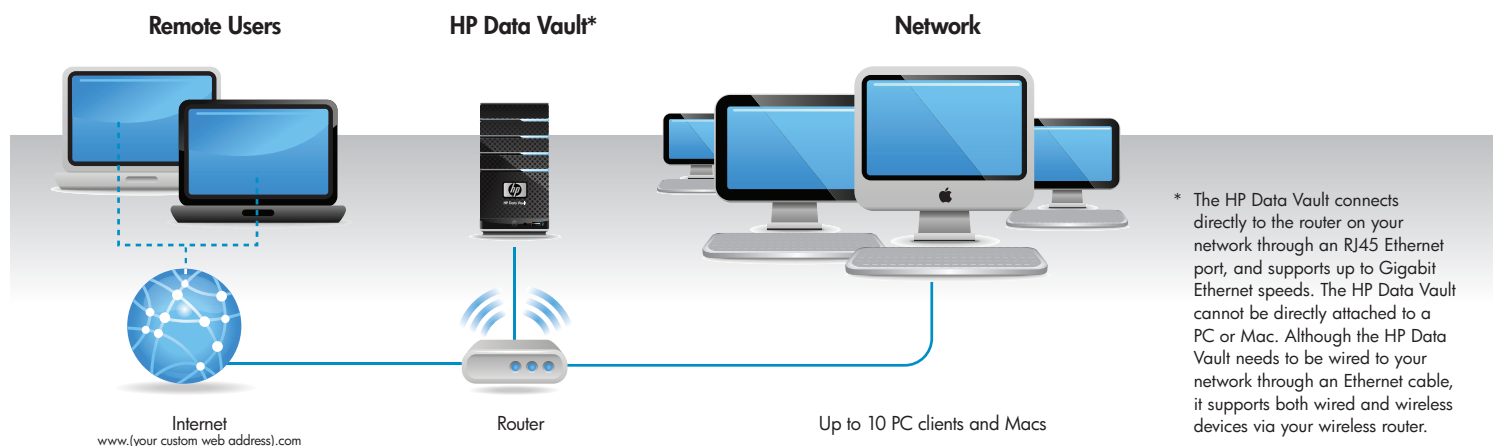 Remote Users
HP Data Vault*
Network
hp
HP Data Vault
* The HP Data Vault connects
directly to the router on your
network through an RJ45 Ethernet
port, and supports up to Gigabit
Ethernet speeds. The HP Data Vault
cannot be directly attached to a
PC or Mac. Although the HP Data
Vault needs to be wired to your
network through an Ethernet cable,
it supports both wired and wireless
devices via your wireless router.
Internet
www.(your custom web address).com
Router
Up to 10 PC clients and Macs